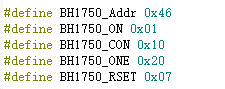 #define BH1750_Addr 0x46
#define BH1750_ON 0x01
#define BH1750_CON 0x10
#define BH1750_ONE 0x20
#define BH1750_RSET 0x07